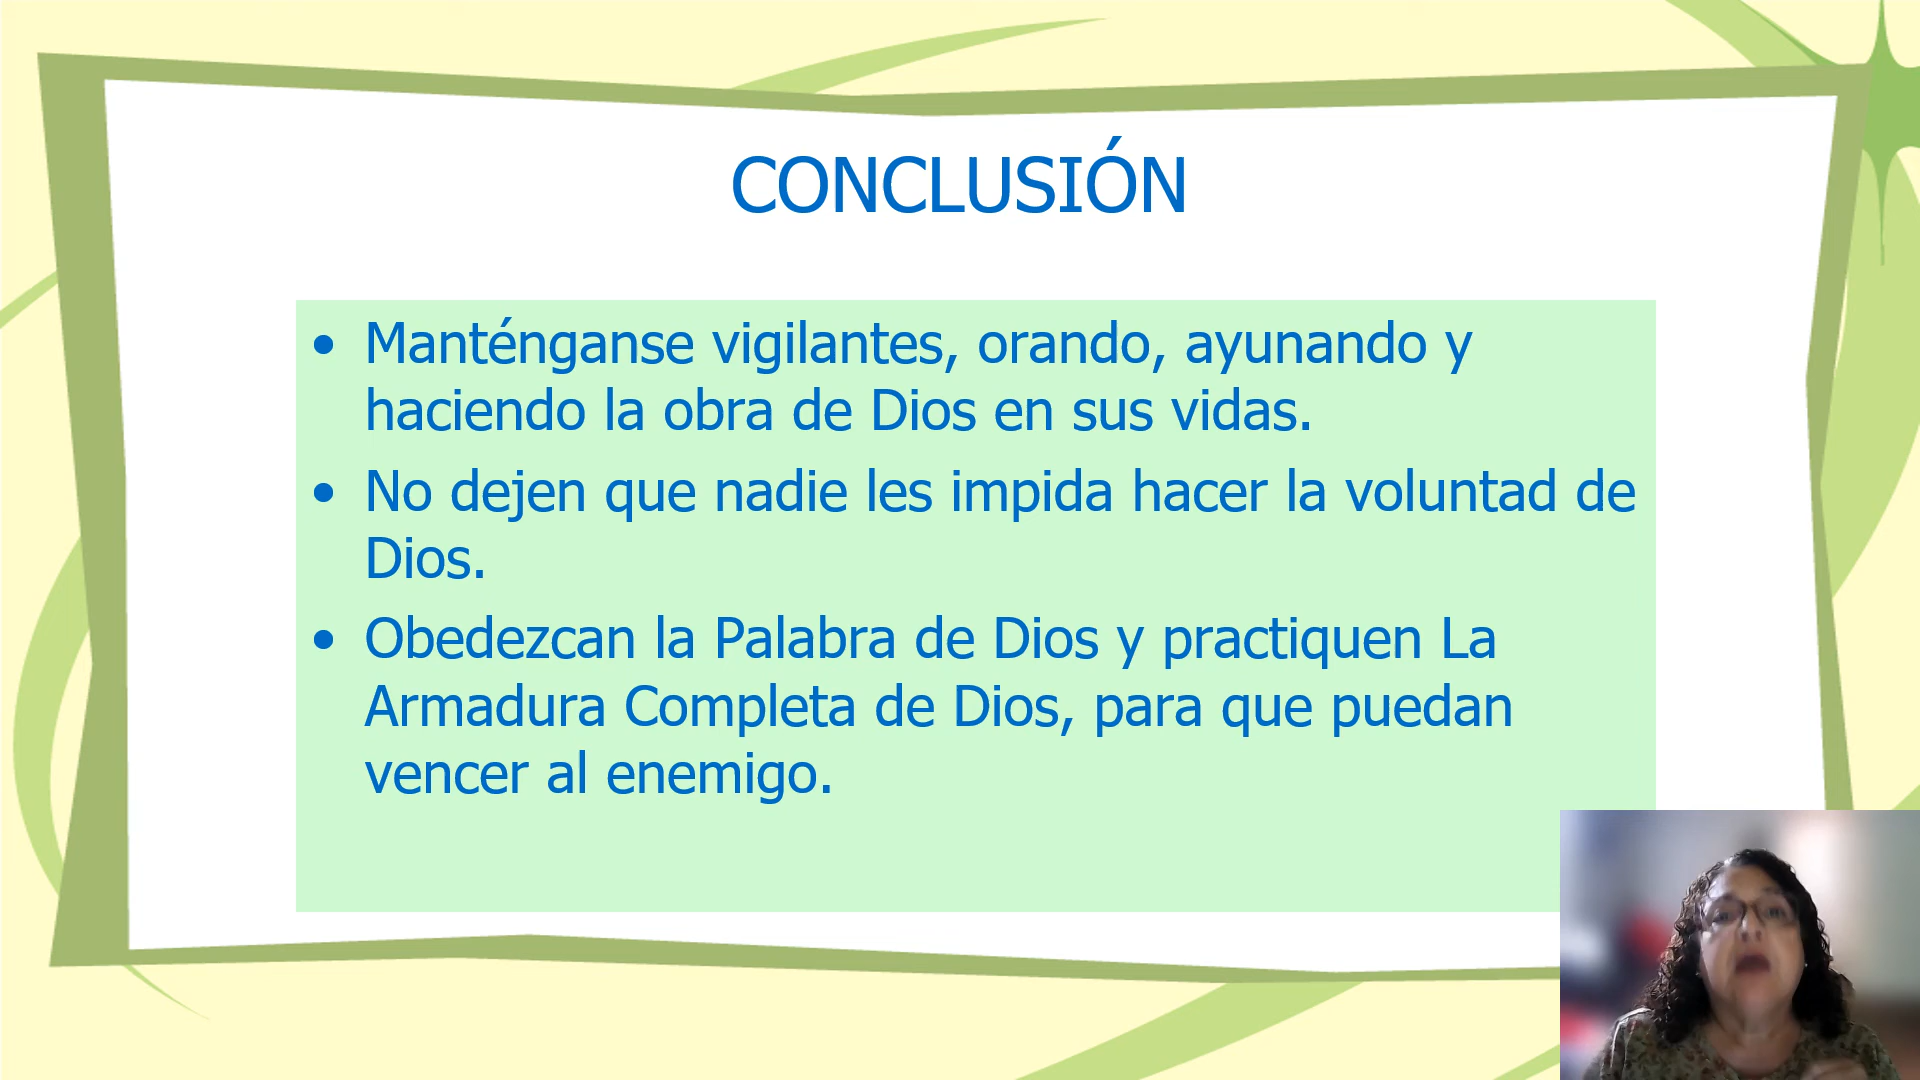 CONCLUSIÓN
• Manténganse vigilantes, orando, ayunando y
haciendo la obra de Dios en sus vidas.
• No dejen que nadie les impida hacer la voluntad de
Dios.
• Obedezcan la Palabra de Dios y practiquen La
Armadura Completa de Dios, para que puedan
vencer al enemigo.